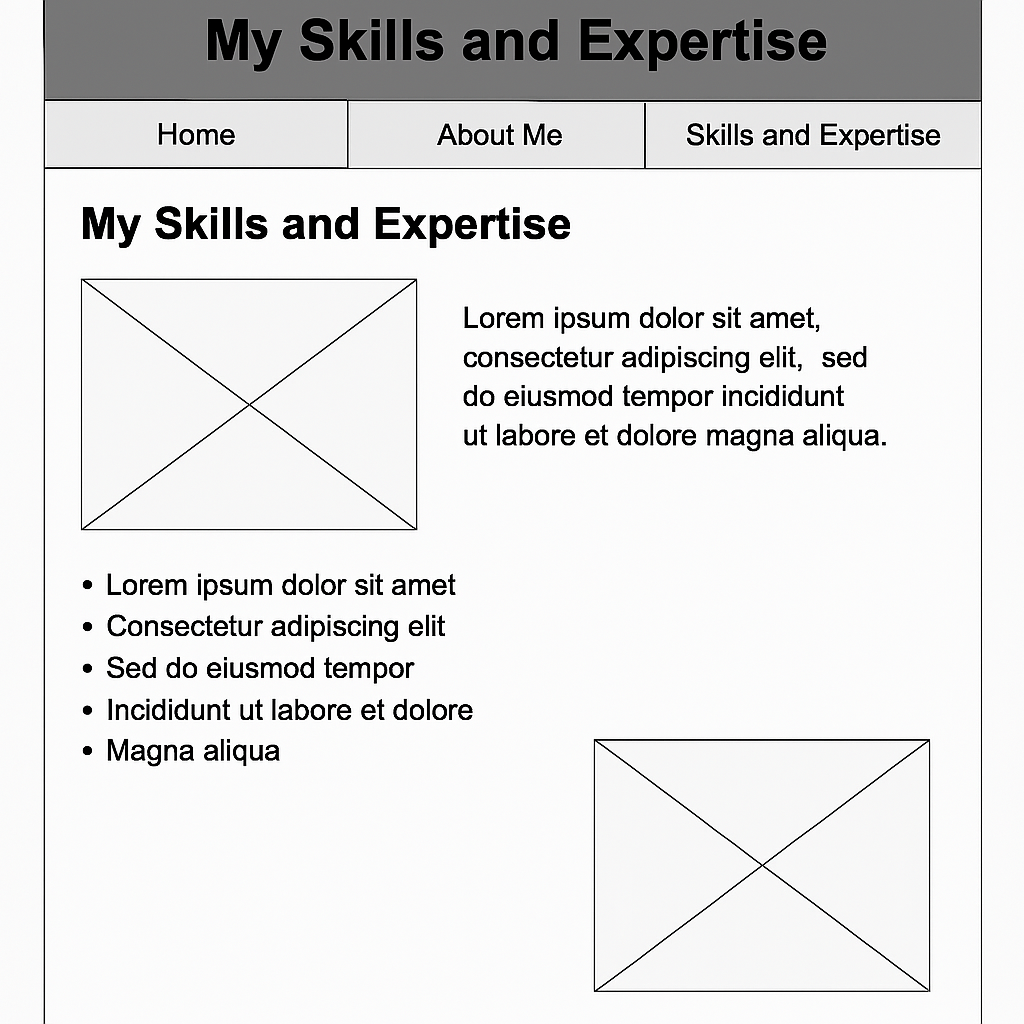 My Skills and Expertise
Home
About Me
Skills and Expertise
My Skills and Expertise
Lorem ipsum dolor sit amet,
consectetur adipiscing elit, sed
do eiusmod tempor incididunt
ut labore et dolore magna aliqua.
• Lorem ipsum dolor sit amet
• Consectetur adipiscing elit
• Sed do eiusmod tempor
• Incididunt ut labore et dolore
• Magna aliqua